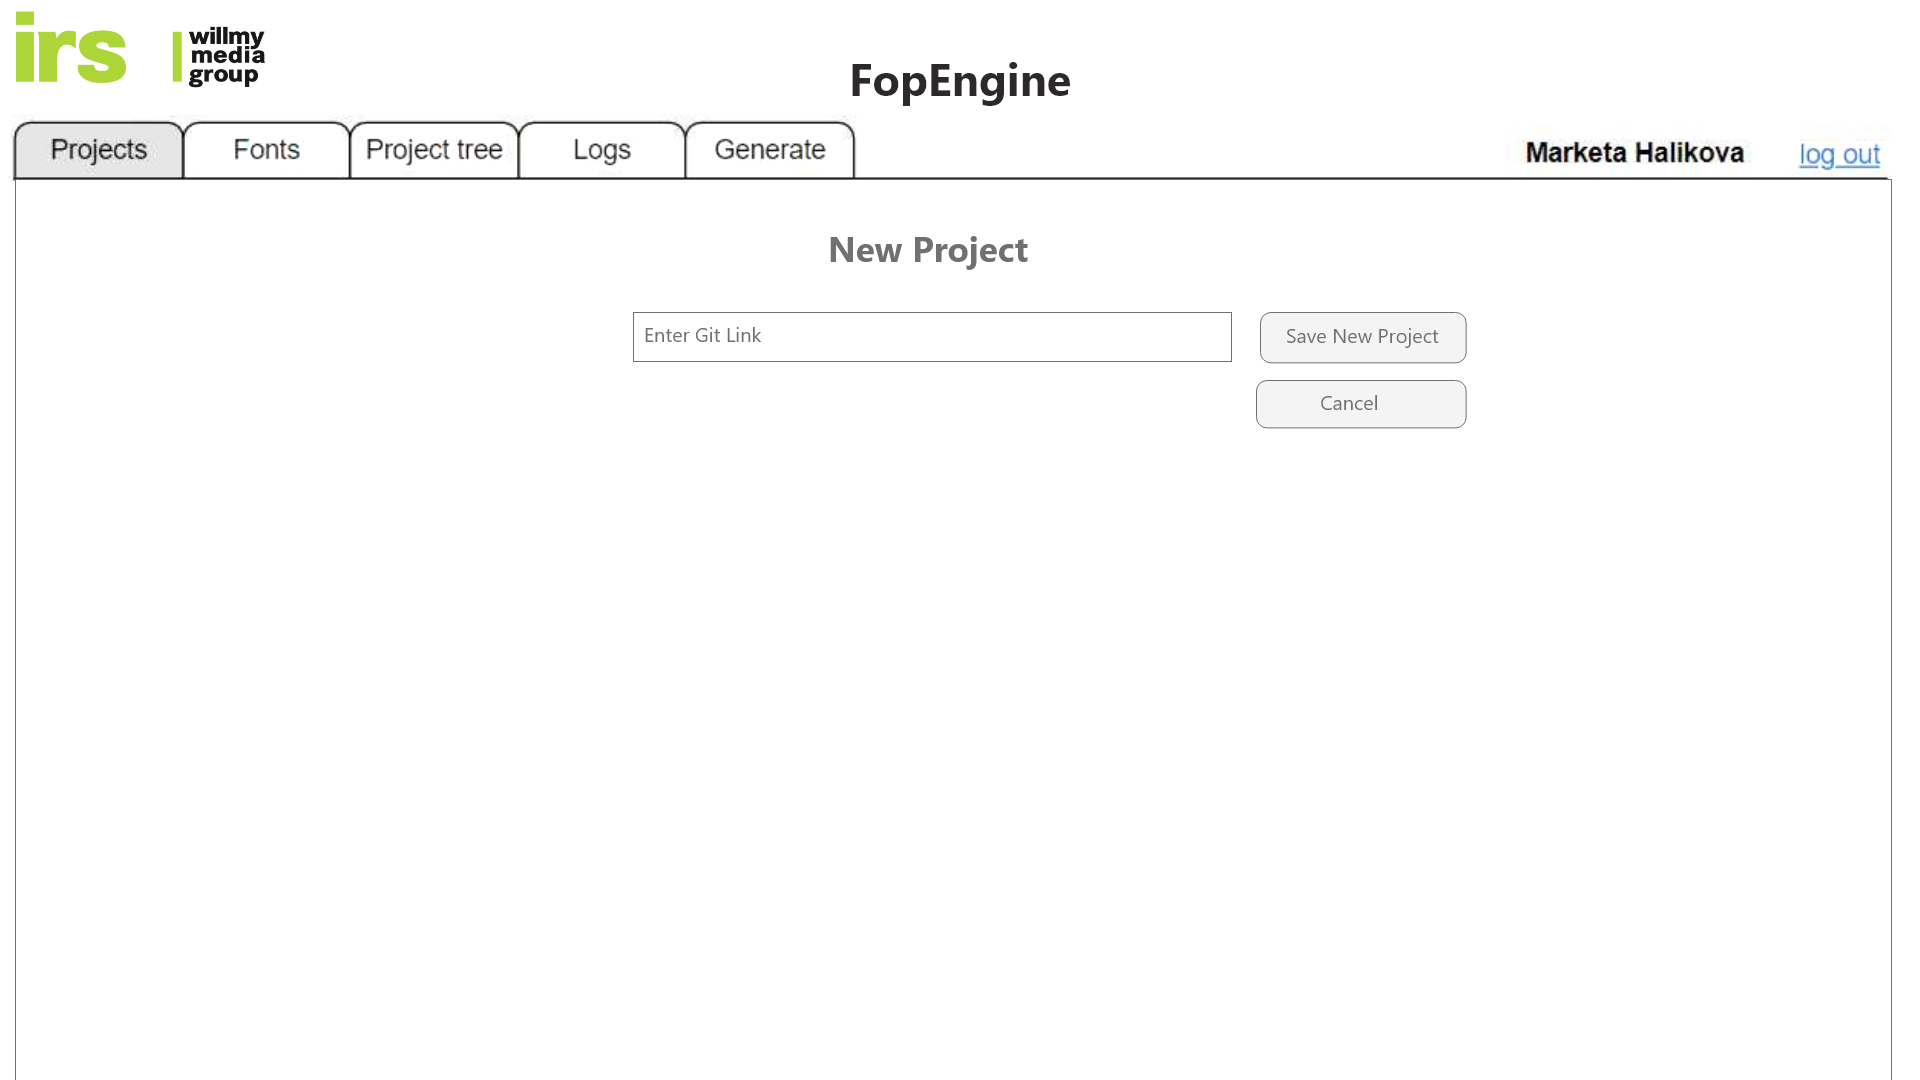 irs
willmy
media
group
FopEngine
Projects
Fonts
Project tree
Logs
Generate
Marketa Halikova
log out
New Project
Enter Git Link
Save New Project
Cancel